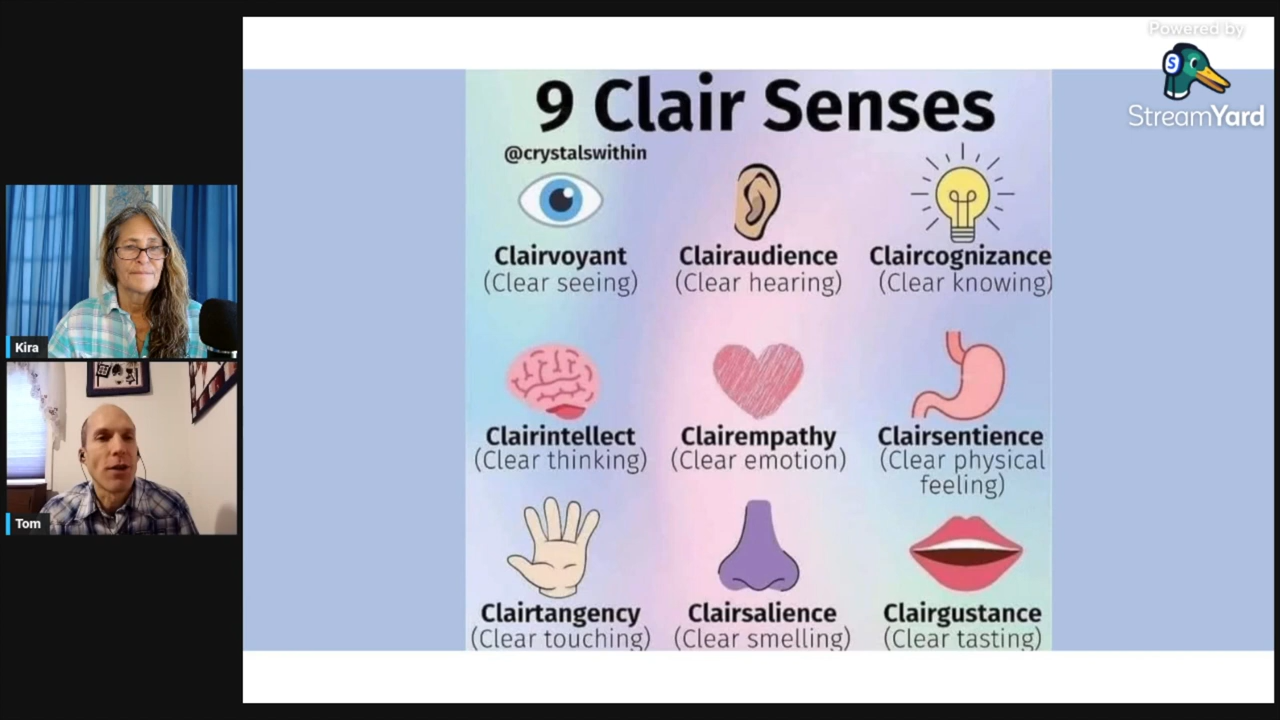 Powered by
StreamYard
9 Clair Senses
@crystalswithin
Clairvoyant
(Clear seeing)
Clairaudience
(Clear hearing)
Claircognizance
(Clear knowing)
Clairintellect
(Clear thinking)
Clairempathy
(Clear emotion)
Clairsentience
(Clear physical
feeling)
Clairtangency
(Clear touching)
Clairsalience
(Clear smelling)
Clairgustance
(Clear tasting)
Kira
Tom
S